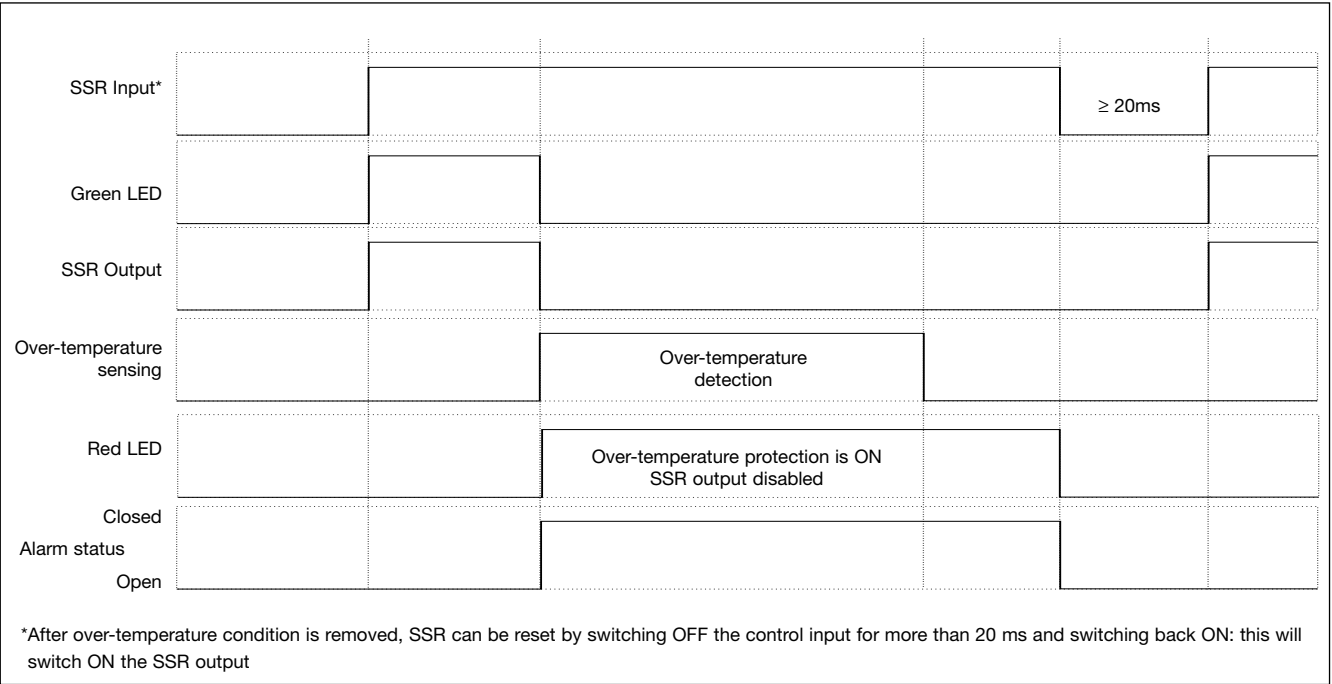 SSR Input*
≥ 20ms
Green LED
SSR Output
Over-temperature
sensing
Over-temperature
detection
Red LED
Over-temperature protection is ON
SSR output disabled
Closed
Alarm status
Open
*After over-temperature condition is removed, SSR can be reset by switching OFF the control input for more than 20 ms and switching back ON: this will
switch ON the SSR output